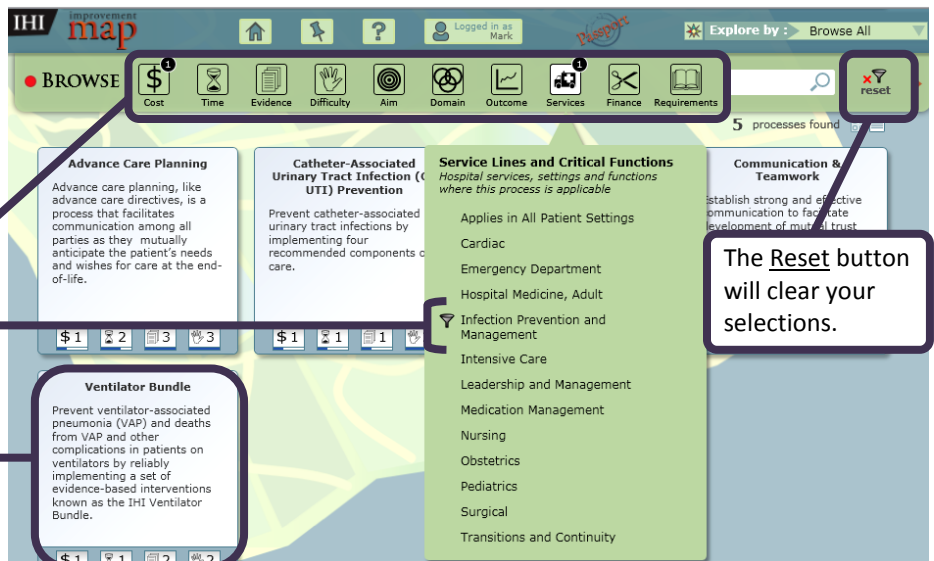 IHI improvement
map
?
Logged in as
Mark
Passport
Explore by : Browse All
BROWSE
$ 1
1
Cost Time Evidence Difficulty Aim Domain Outcome Services Finance Requirements
reset
5 processes found
Advance Care Planning
Advance care planning, like
advance care directives, is a
process that facilitates
communication among all
parties as they mutually
anticipate the patient's needs
and wishes for care at the end-
of-life.
$ 1 2 3 3
Catheter-Associated
Urinary Tract Infection (
UTI) Prevention
Prevent catheter-associated
urinary tract infections by
implementing four
recommended components
care.
$ 1 1 1
Service Lines and Critical Functions
Hospital services, settings and functions
where this process is applicable
Applies in All Patient Settings
Cardiac
Emergency Department
Hospital Medicine, Adult
Infection Prevention and
Management
Intensive Care
Leadership and Management
Medication Management
Nursing
Obstetrics
Pediatrics
Surgical
Transitions and Continuity
Communication &
Teamwork
Establish strong and effective
communication to facilitate
development of mutual trust
The Reset button
will clear your
selections.
Ventilator Bundle
Prevent ventilator-associated
pneumonia (VAP) and deaths
from VAP and other
complications in patients on
ventilators by reliably
implementing a set of
evidence-based interventions
known as the IHI Ventilator
Bundle.
$ 1 1 2 2